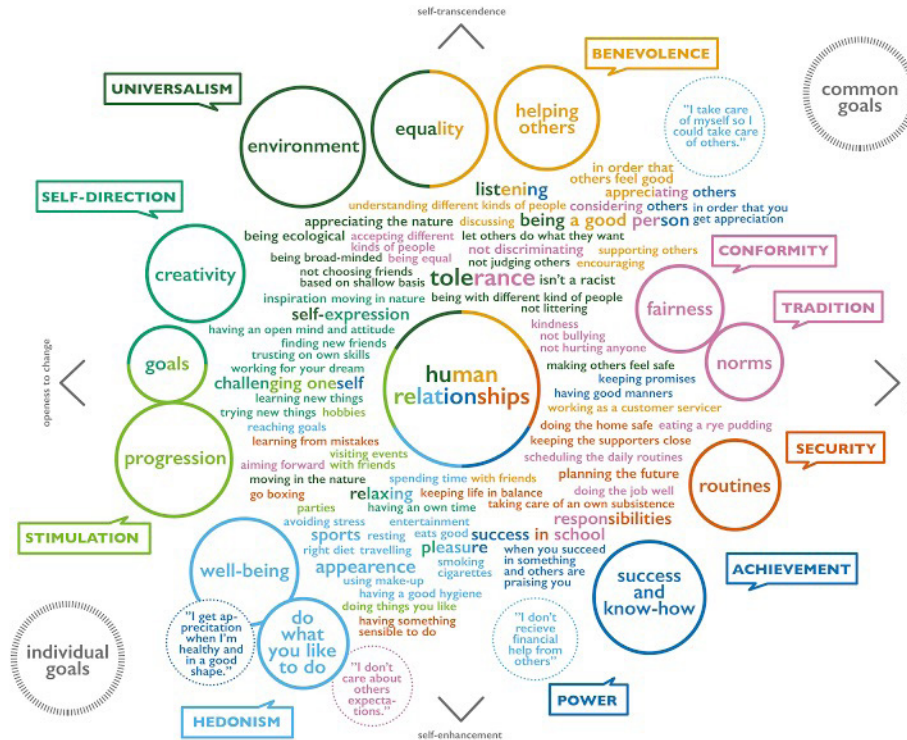 self-transcendence
BENEVOLENCE
UNIVERSALISM
common
goals
helping
others
equality
environment
"I take care
of myself so I
could take care
of others."
in order that
others feel good
SELF-DIRECTION
listening
appreciating others
understanding different kinds of people
considering others
in order that you
get appreciation
appreciating the nature
discussing
being a good person
being ecological
accepting different
kinds of people
let others do what they want
not discriminating
supporting others
CONFORMITY
being broad-minded
being equal
not judging others
encouraging
creativity
not choosing friends
based on shallow basis
tolerance
isn't a racist
inspiration moving in nature
being with different kind of people
not littering
fairness
TRADITION
self-expression
kindness
not bullying
not hurting anyone
having an open mind and attitude
finding new friends
trusting on own skills
working for your dream
goals
human
relationships
making others feel safe
norms
openness to change
challenging oneself
keeping promises
having good manners
learning new things
trying new things
hobbies
working as a customer servicer
reaching goals
doing the home safe
eating a rye pudding
learning from mistakes
keeping the supporters close
SECURITY
progression
visiting events
with friends
aiming forward
scheduling the daily routines
moving in the nature
spending time with friends
planning the future
routines
go boxing
relaxing
keeping life in balance
doing the job well
parties
having an own time
taking care of an own subsistence
STIMULATION
avoiding stress
entertainment
responsibilities
sports
resting
eats good
success in school
right diet
travelling
pleasure
when you succeed
in something
and others are
praising you
well-being
appearence
smoking
cigarettes
success
and
know-how
ACHIEVEMENT
using make-up
having a good hygiene
doing things you like
"I get ap-
precitation
when I'm
healthy and
in a good
shape."
do
what
you like
to do
having something
sensible to do
"I don't
recieve
financial
help from
others"
individual
goals
"I don't
care about
others
expecta-
tions."
POWER
HEDONISM
self-enhancement